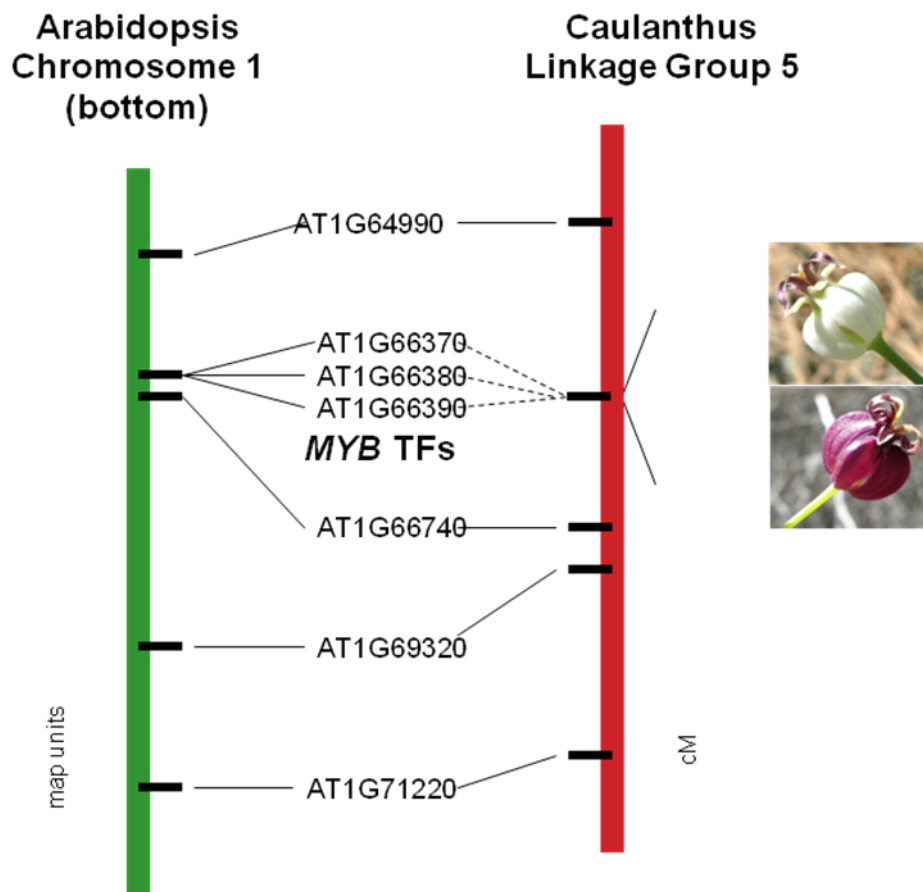 Arabidopsis
Chromosome 1
(bottom)
Caulanthus
Linkage Group 5
AT1G64990
AT1G66370
AT1G66380
AT1G66390
MYB TFs
AT1G66740
AT1G69320
AT1G71220
map units
cM